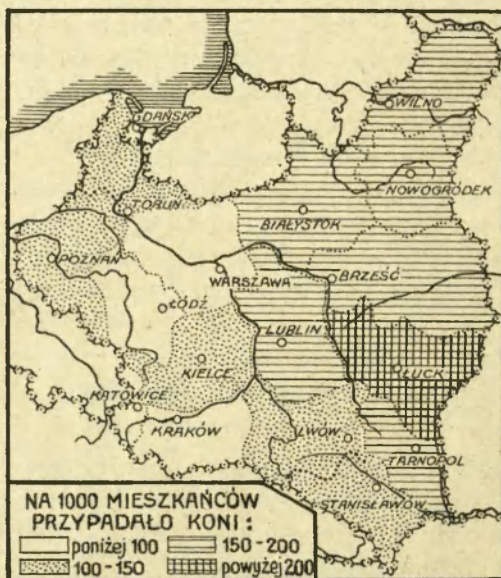 GDAŃSK
WILNO
NOWOGRÓDEK
TORUŃ
BIAŁYSTOK
POZNAŃ
WARSZAWA
BRZEŚĆ
ŁÓDŹ
LUBLIN
KIELCE
ŁUCK
KATOWICE
KRAKÓW
LWÓW
TARNOPOL
STANISŁAWÓW
NA 1000 MIESZKAŃCÓW
PRZYPADAŁO KONI:
poniżej 100
150-200
100-150
powyżej 200